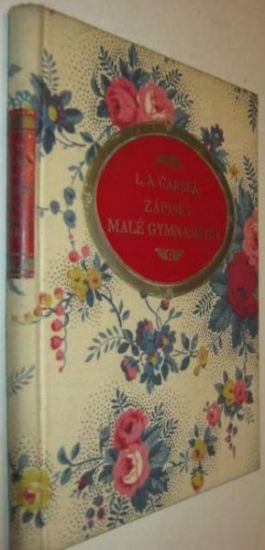 L. A. ČARSKÁ:
ZÁPISKY
MALÉ GYMNASISTKY